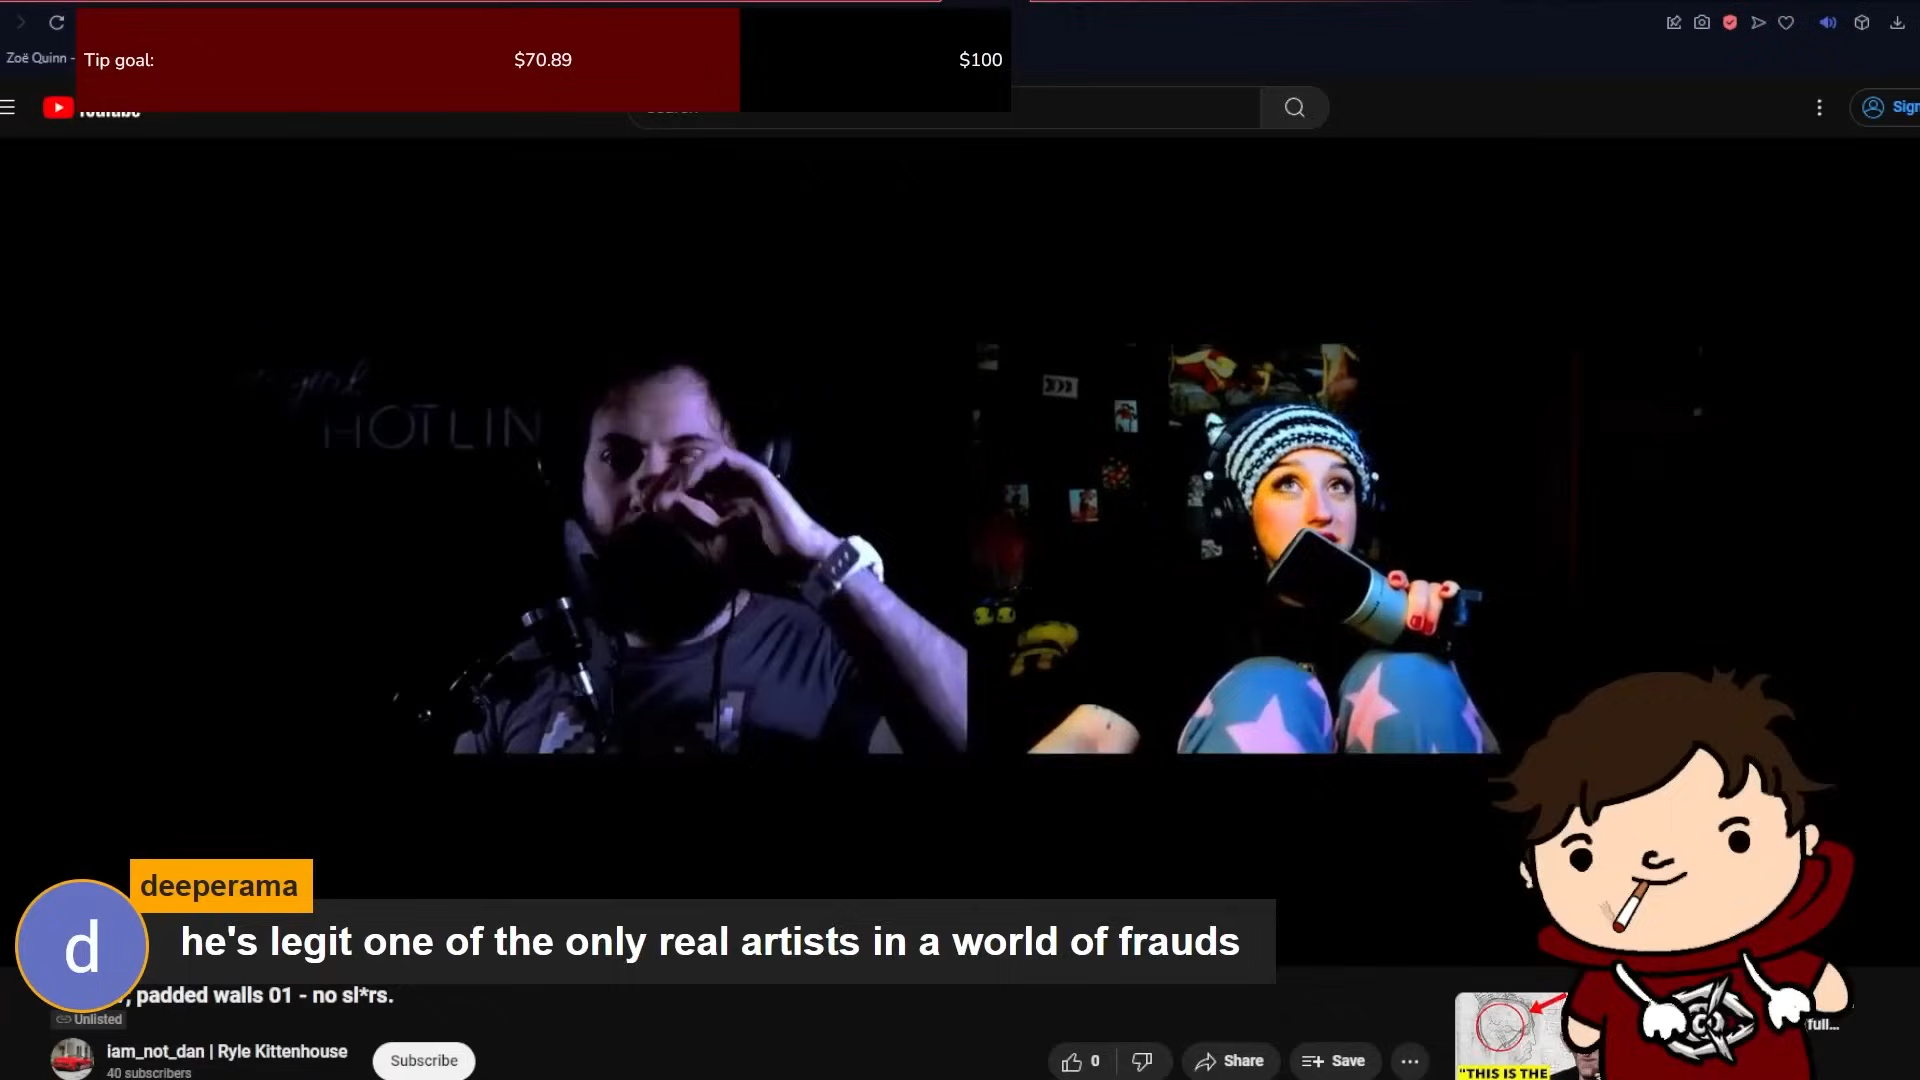 Zoë Quinn -
Tip goal:
$70.89
$100
YouTube
Sign
HOTLIN
deeperama
he's legit one of the only real artists in a world of frauds
padded walls 01 - no sl*rs.
Unlisted
iam_not_dan | Ryle Kittenhouse
40 subscribers
Subscribe
0
Share
Save
"THIS IS THE
full...
d